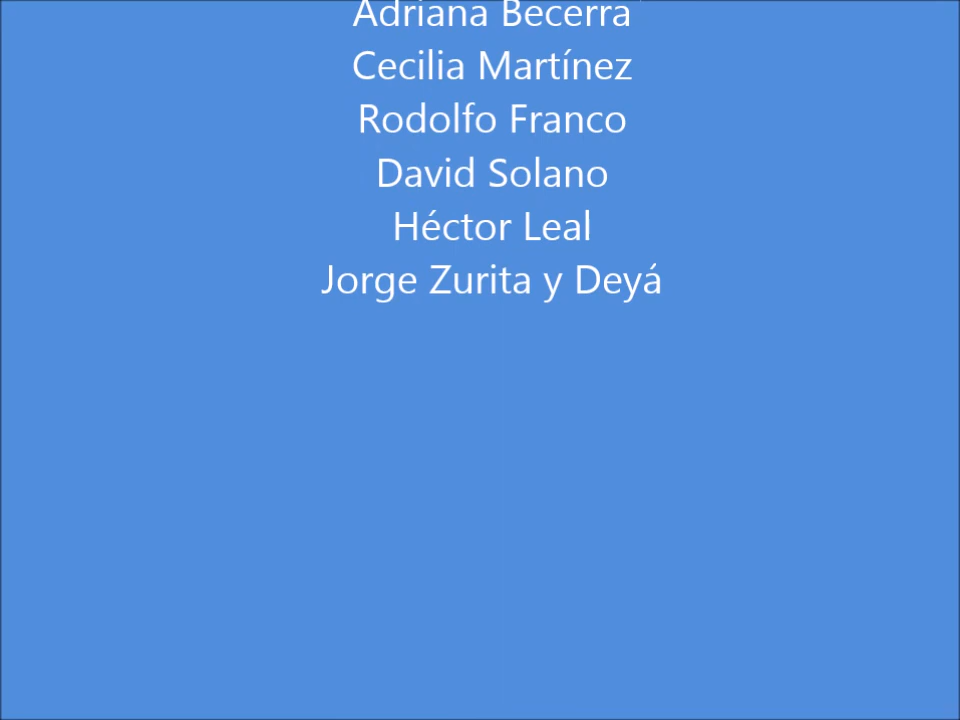 Adriana Becerra
Cecilia Martínez
Rodolfo Franco
David Solano
Héctor Leal
Jorge Zurita y Deyá